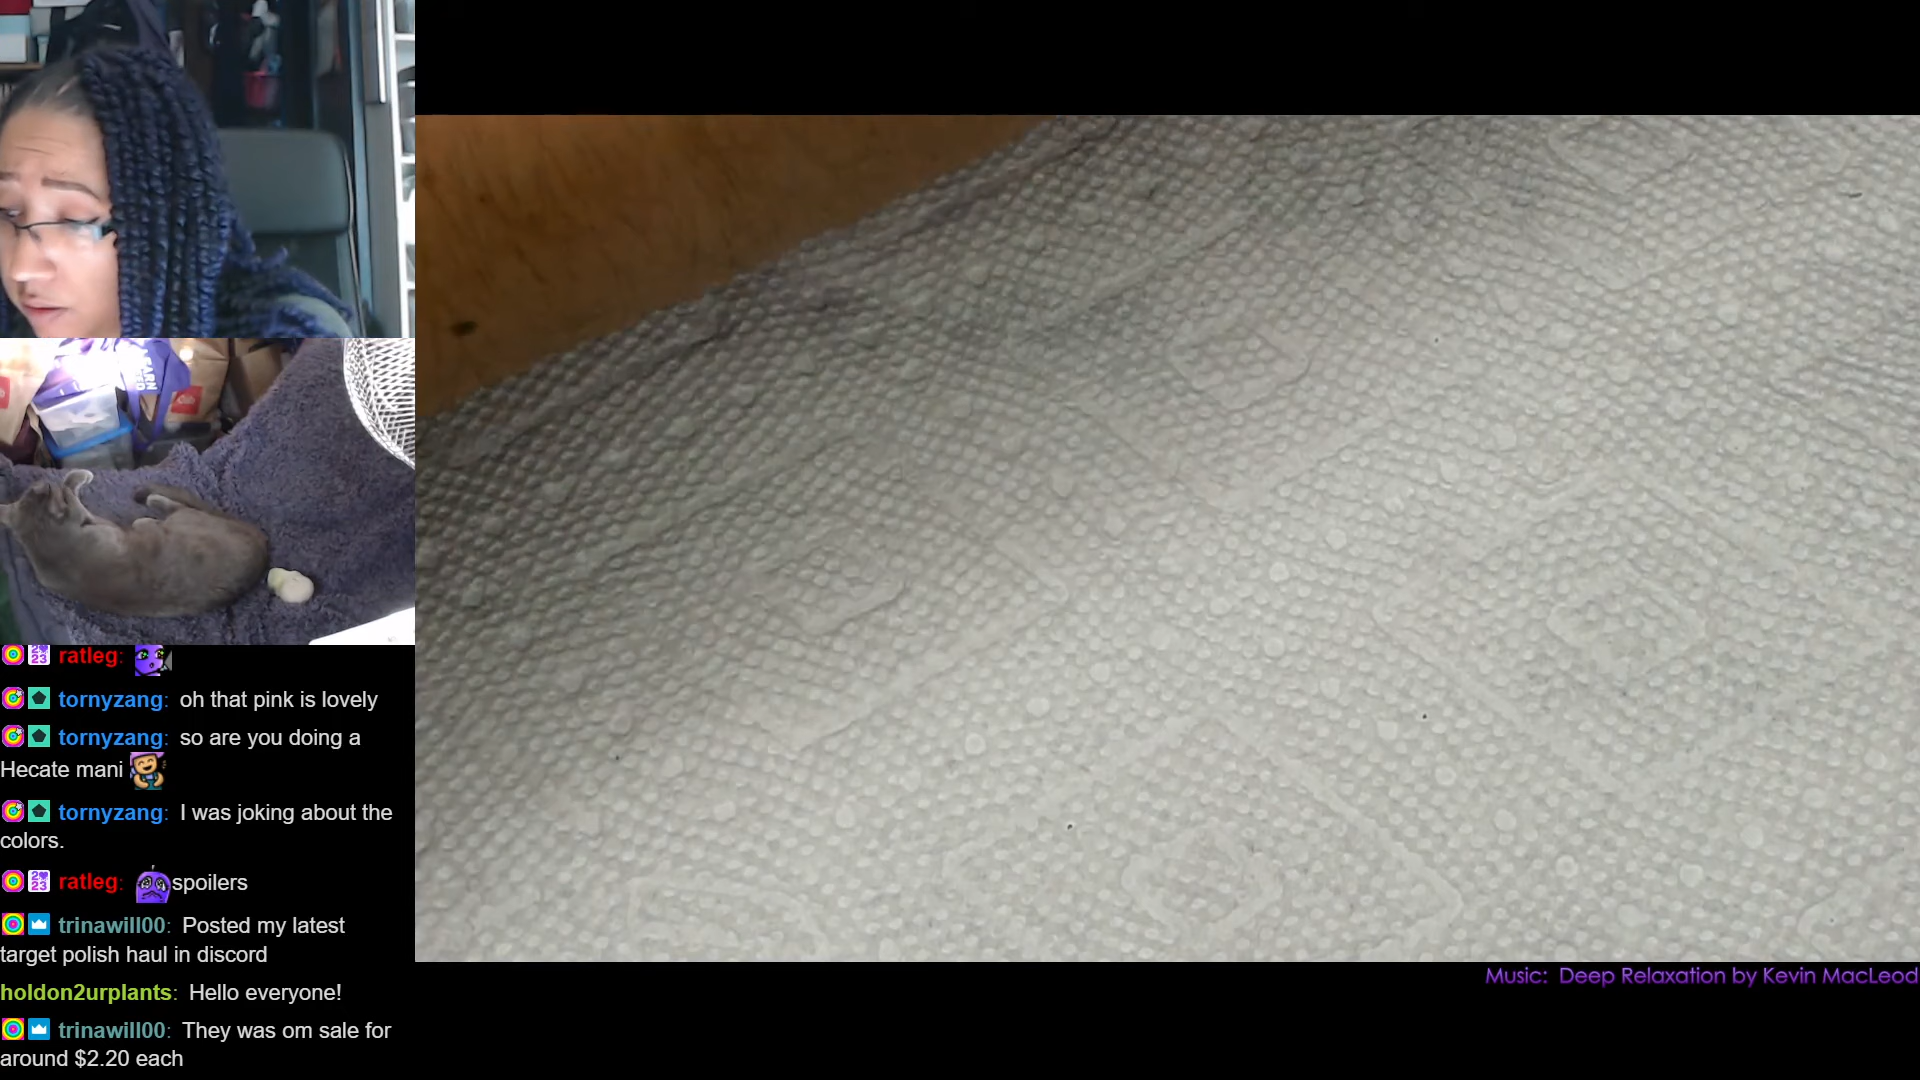 ratleg:
tornyzang: oh that pink is lovely
tornyzang: so are you doing a
Hecate mani
tornyzang: I was joking about the
colors.
ratleg: spoilers
trinawill00: Posted my latest
target polish haul in discord
holdon2urplants: Hello everyone!
trinawill00: They was om sale for
around $2.20 each
Music: Deep Relaxation by Kevin MacLeod